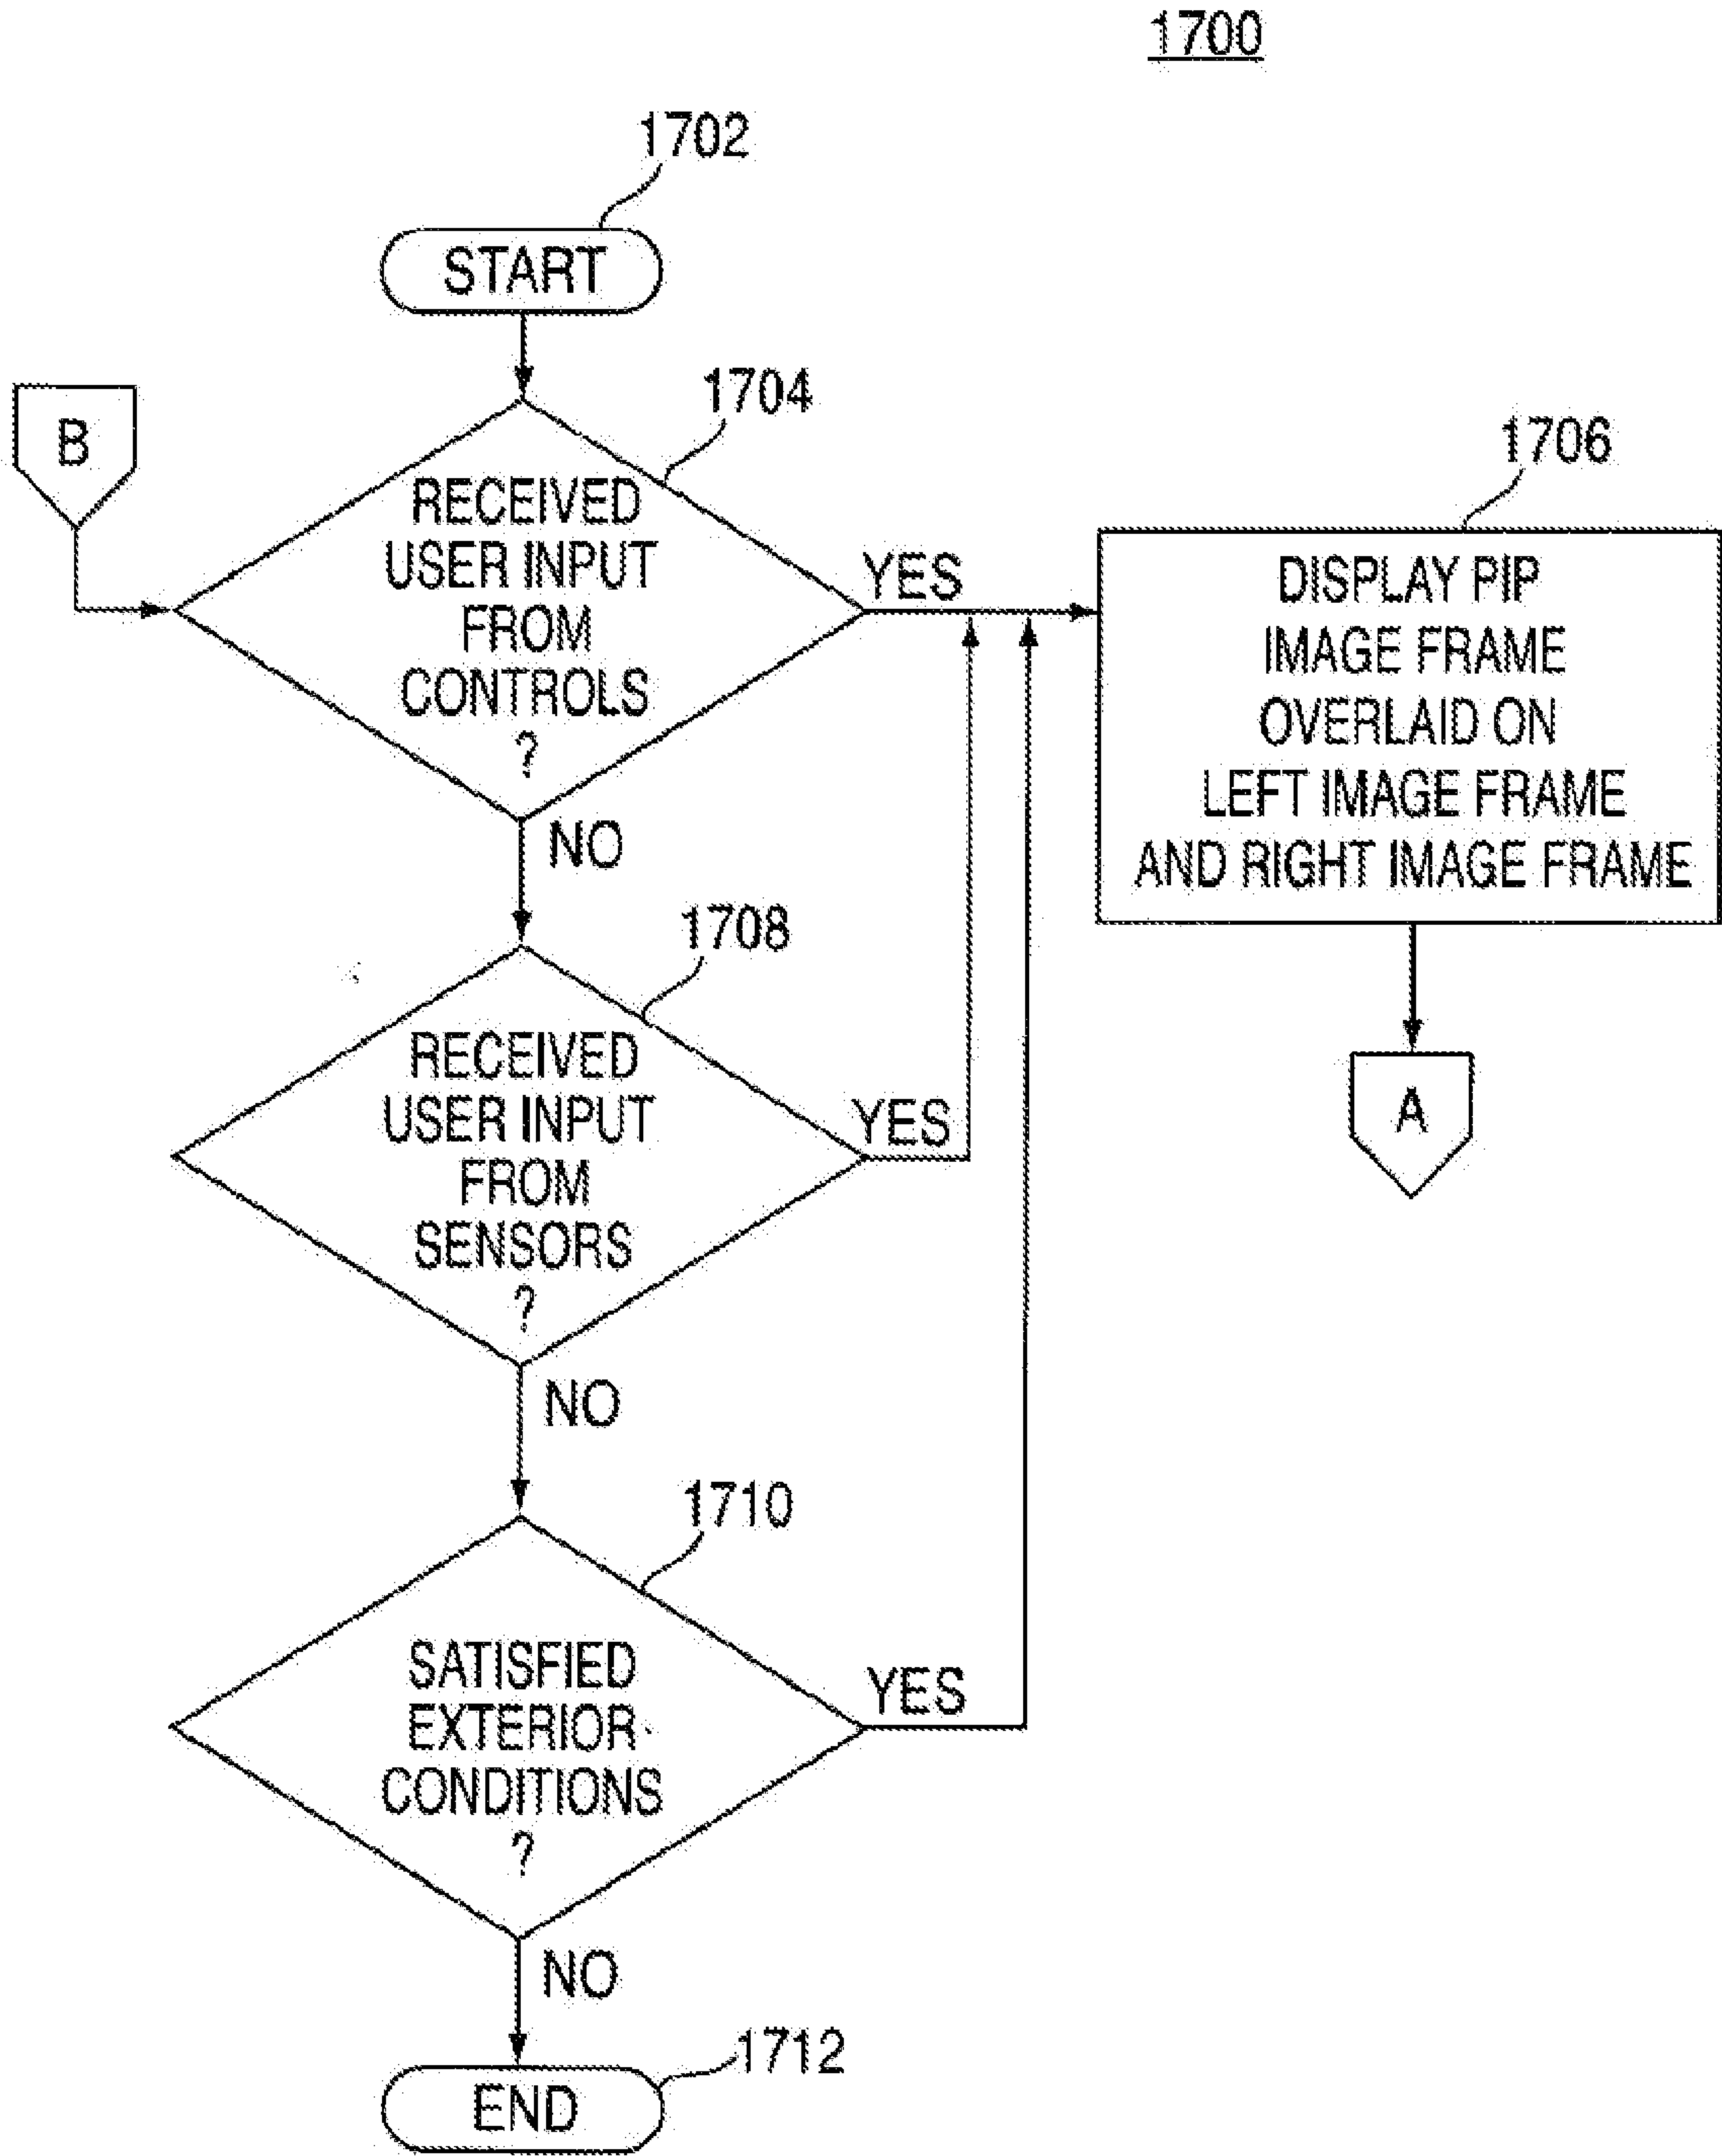 1700
1702
START
B
1704
RECEIVED
USER INPUT
FROM
CONTROLS
?
YES
NO
1706
DISPLAY PIP
IMAGE FRAME
OVERLAID ON
LEFT IMAGE FRAME
AND RIGHT IMAGE FRAME
A
1708
RECEIVED
USER INPUT
FROM
SENSORS
?
YES
NO
1710
SATISFIED
EXTERIOR
CONDITIONS
?
YES
NO
1712
END